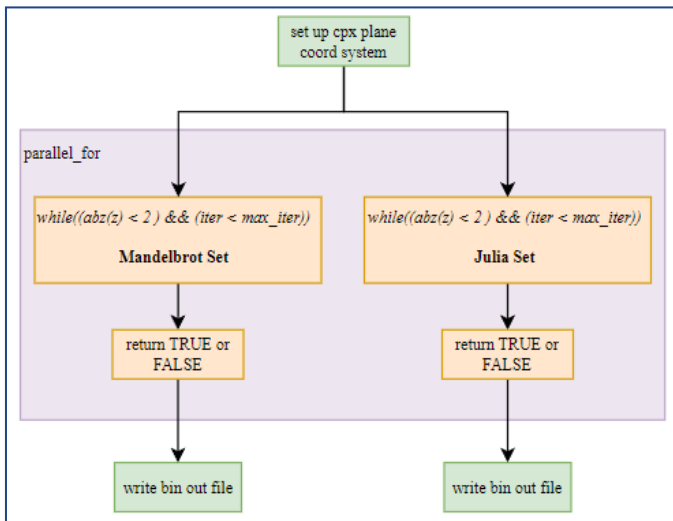 set up cpx plane
coord system
parallel_for
while((abz(z) < 2 ) && (iter < max_iter))
Mandelbrot Set
while((abz(z) < 2 ) && (iter < max_iter))
Julia Set
return TRUE or
FALSE
return TRUE or
FALSE
write bin out file
write bin out file